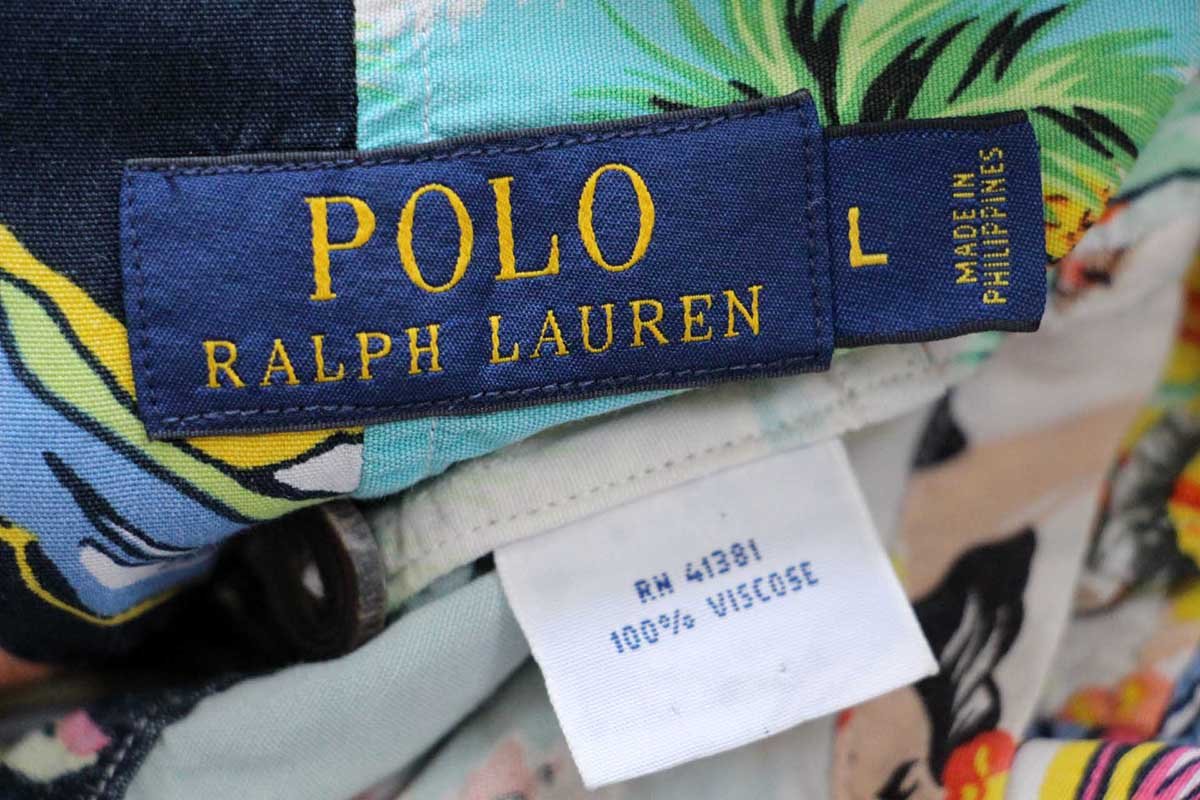 POLO
RALPH LAUREN
L
MADE IN
PHILIPPINES
RN 41381
100% VISCOSE